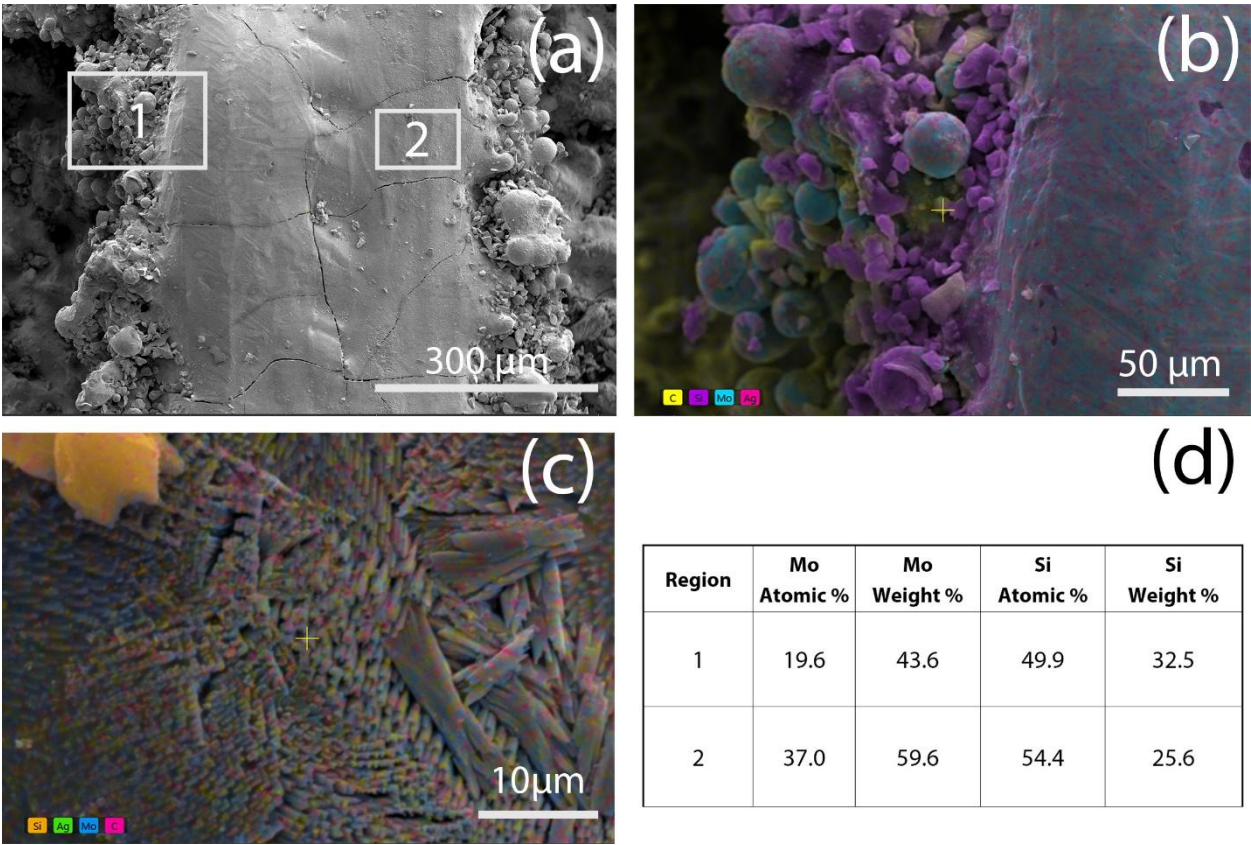 (a)
1
2
300 µm
(b)
50 µm
C Si Mo Ag
(c)
10µm
Si Ag Mo C
(d)
Region Mo Atomic % Mo Weight % Si Atomic % Si Weight %
1 19.6 43.6 49.9 32.5
2 37.0 59.6 54.4 25.6